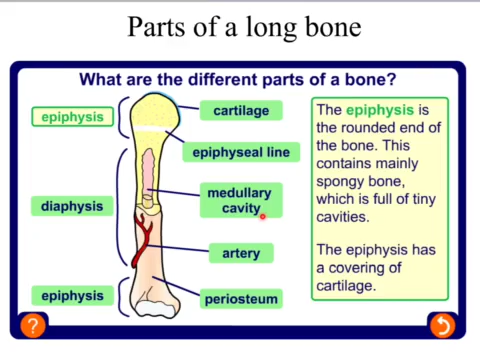 Parts of a long bone
What are the different parts of a bone?
epiphysis
cartilage
epiphyseal line
diaphysis
medullary
cavity
artery
epiphysis
periosteum
The epiphysis is
the rounded end of
the bone. This
contains mainly
spongy bone,
which is full of tiny
cavities.
The epiphysis has
a covering of
cartilage.
?